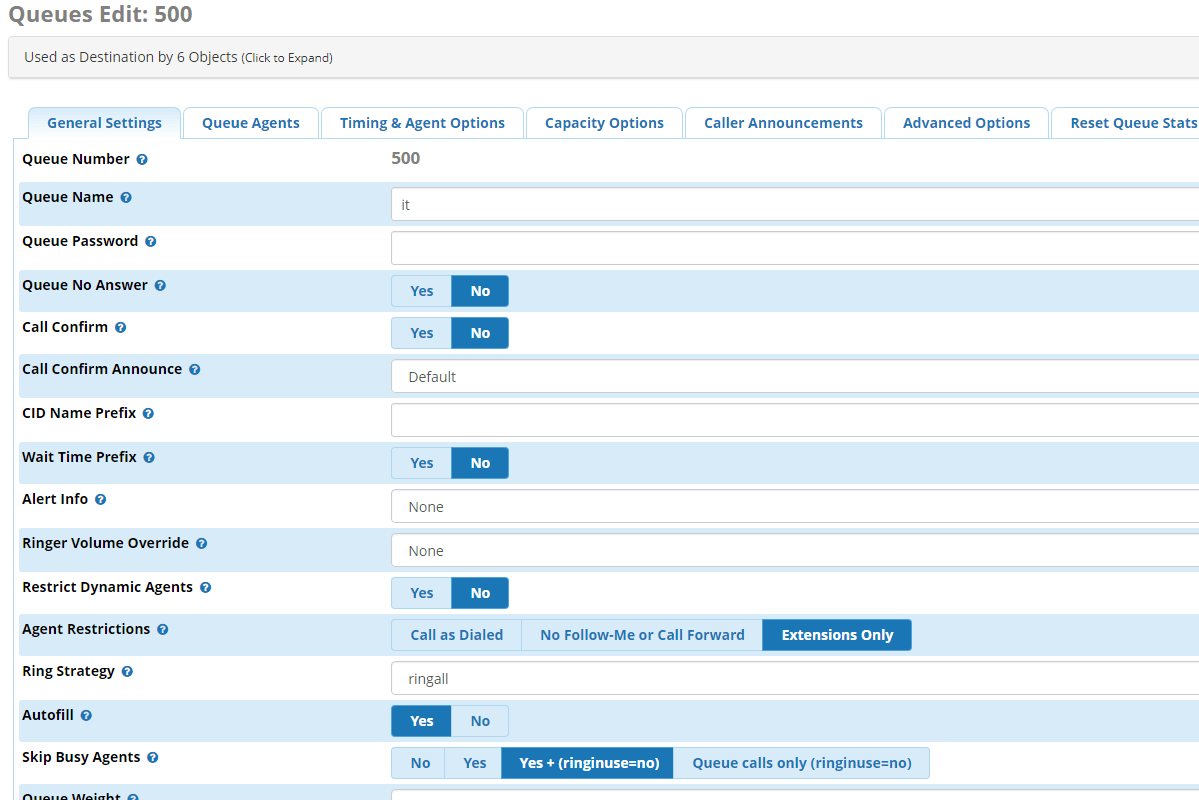 Queues Edit: 500
Used as Destination by 6 Objects (Click to Expand)
General Settings Queue Agents Timing & Agent Options Capacity Options Caller Announcements Advanced Options Reset Queue Stats
Queue Number 500
Queue Name it
Queue Password
Queue No Answer Yes No
Call Confirm Yes No
Call Confirm Announce Default
CID Name Prefix
Wait Time Prefix Yes No
Alert Info None
Ringer Volume Override None
Restrict Dynamic Agents Yes No
Agent Restrictions Call as Dialed No Follow-Me or Call Forward Extensions Only
Ring Strategy ringall
Autofill Yes No
Skip Busy Agents No Yes Yes + (ringinuse=no) Queue calls only (ringinuse=no)
Queue Weight